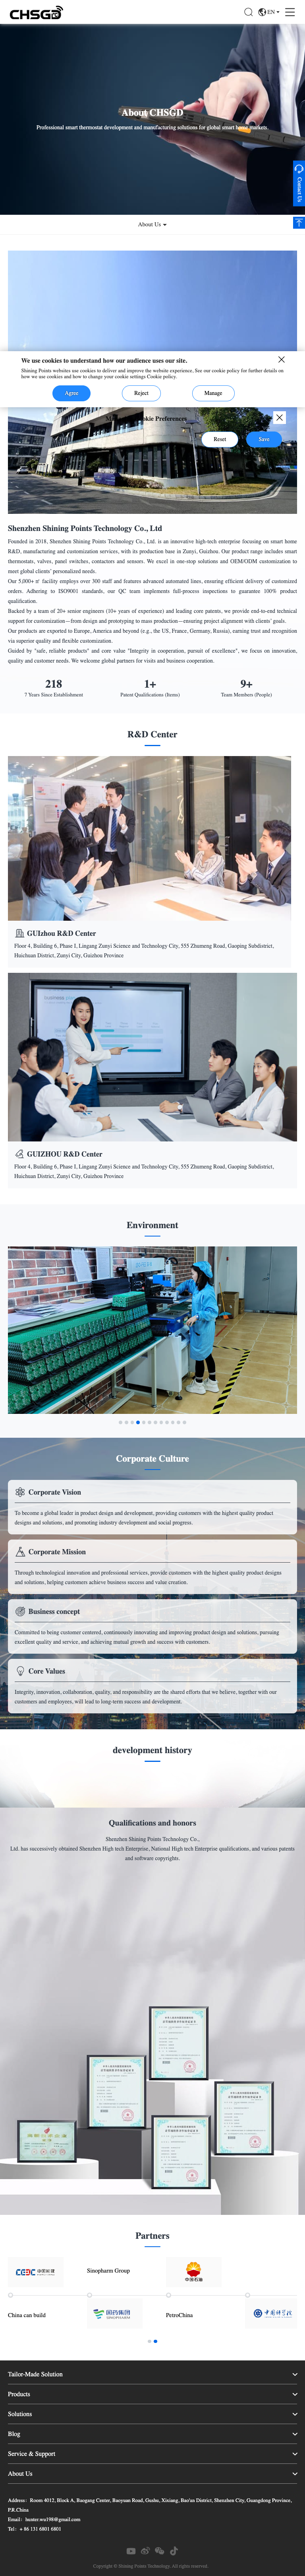 CHSGD
EN
About CHSGD
Professional smart thermostat development and manufacturing solutions for global smart home markets
Contact Us
About Us
We use cookies to understand how our audience uses our site.
Shining Points Technology websites use cookies to deliver and improve the website experience, See our cookie policy for further details on how we use cookies and how to change your cookie settings Cookie policy.
Agree
Reject
Manage
Cookie Preferences
Reset
Save
Shenzhen Shining Points Technology Co., Ltd
Founded in 2018, Shenzhen Shining Points Technology Co., Ltd. is an innovative high-tech enterprise focusing on smart home R&D, manufacturing and customization services, with its production base in Zunyi, Guizhou. Our product range includes smart thermostats, valves, panel switches, contactors and sensors. We excel in one-stop solutions and OEM/ODM customization to meet global clients' personalized needs.
Our 5,000+ ㎡ facility employs over 300 staff and features advanced automated lines, ensuring efficient delivery of customized orders. Adhering to ISO9001 standards, our QC team implements full-process inspections to guarantee 100% product qualification.
Backed by a team of 20+ senior engineers (10+ years of experience) and leading core patents, we provide end-to-end technical support for customization—from design and prototyping to mass production—ensuring project alignment with clients' goals.
Our products are exported to Europe, America and beyond (e.g., the US, France, Germany, Russia), earning trust and recognition via superior quality and flexible customization.
Guided by "safe, reliable products" and core value "Integrity in cooperation, pursuit of excellence", we focus on innovation, quality and customer needs. We welcome global partners for visits and business cooperation.
218
7 Years Since Establishment
1+
Patent Qualifications (Items)
9+
Team Members (People)
R&D Center
GUIzhou R&D Center
Floor 4, Building 6, Phase I, Lingang Zunyi Science and Technology City, 555 Zhumeng Road, Gaoping Subdistrict, Huichuan District, Zunyi City, Guizhou Province
GUIZHOU R&D Center
Floor 4, Building 6, Phase I, Lingang Zunyi Science and Technology City, 555 Zhumeng Road, Gaoping Subdistrict, Huichuan District, Zunyi City, Guizhou Province
Environment
Corporate Culture
Corporate Vision
To become a global leader in product design and development, providing customers with the highest quality product designs and solutions, and promoting industry development and social progress.
Corporate Mission
Through technological innovation and professional services, provide customers with the highest quality product designs and solutions, helping customers achieve business success and value creation.
Business concept
Committed to being customer centered, continuously innovating and improving product design and solutions, pursuing excellent quality and service, and achieving mutual growth and success with customers.
Core Values
Integrity, innovation, collaboration, quality, and responsibility are the shared efforts that we believe, together with our customers and employees, will lead to long-term success and development.
development history
Qualifications and honors
Shenzhen Shining Points Technology Co.,
Ltd. has successfully obtained Shenzhen High tech Enterprise, National High tech Enterprise qualifications, and various patents and software copyrights.
Partners
Sinopharm Group
中国石油
China can build
国药集团
SINOPHARM
PetroChina
Tailor-Made Solution
Products
Solutions
Blog
Service & Support
About Us
Address： Room 4012, Block A, Baogang Center, Baoyuan Road, Gushu, Xixiang, Bao'an District, Shenzhen City, Guangdong Province, P.R.China
Email： hunter.wu198@gmail.com
Tel： + 86 131 6801 6801
Copyright © Shining Points Technology. All rights reserved.